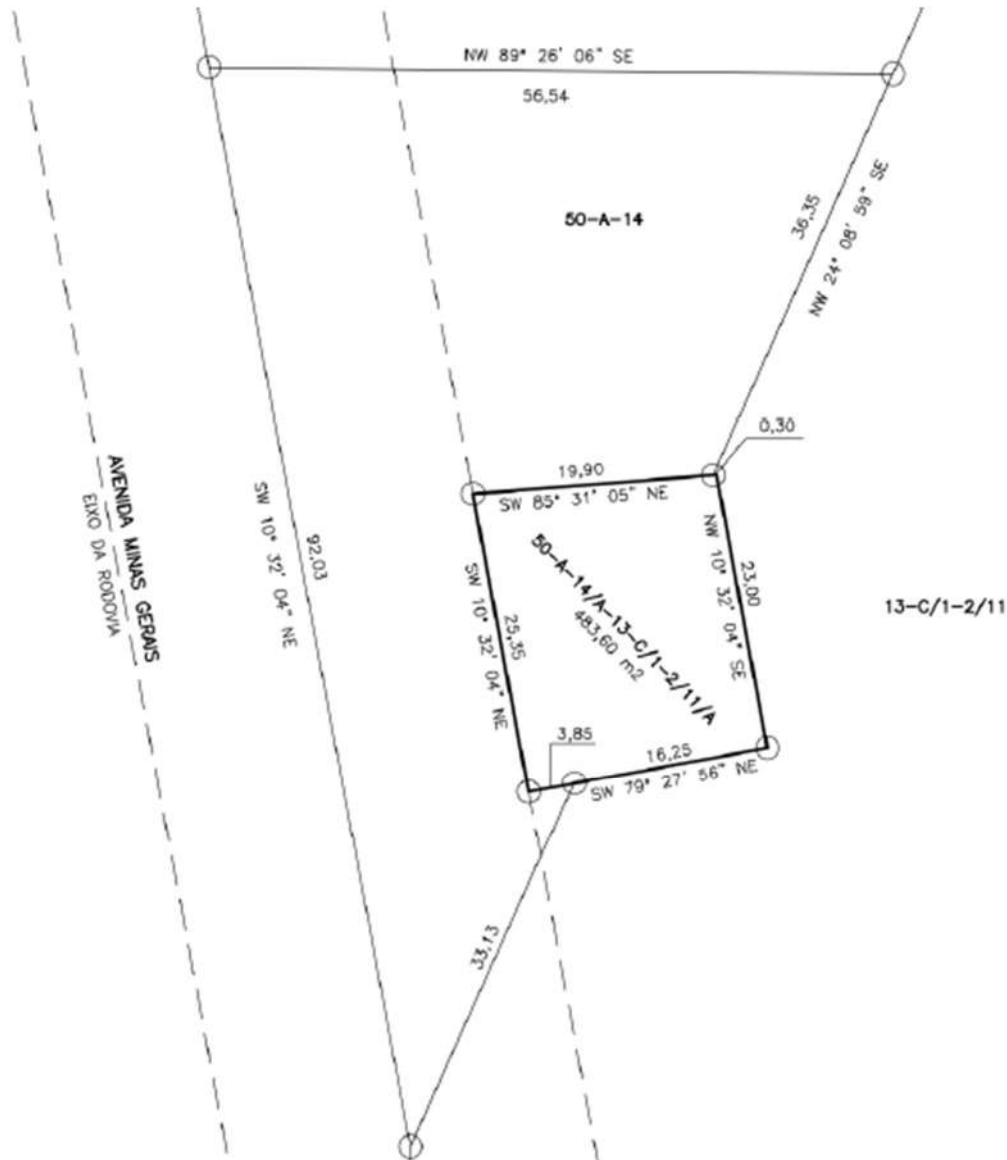 NW 89° 26' 06" SE
56,54
50-A-14
36,35
NW 24° 08' 59" SE
0,30
19,90
SW 85° 31' 05" NE
AVENIDA MINAS GERAIS
EIXO DA RODOVIA
SW 10° 32' 04" NE
92,03
SW 10° 32' 04" NE
25,35
50-A-14/A-13-C/1-2/11/A
483,60 m2
NW 10° 32' 04" SE
23,00
13-C/1-2/11
3,85
16,25
SW 79° 27' 56" NE
33,13